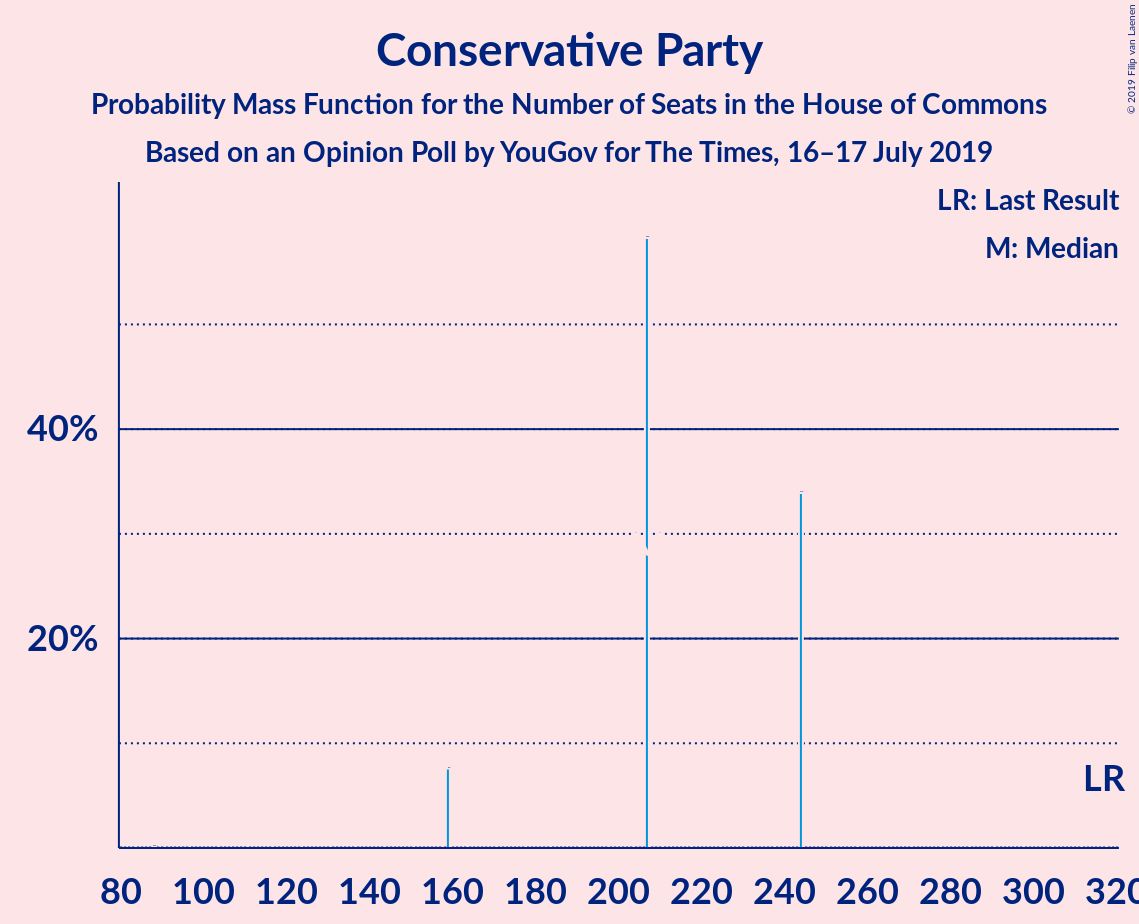 Conservative Party
Probability Mass Function for the Number of Seats in the House of Commons
Based on an Opinion Poll by YouGov for The Times, 16–17 July 2019
© 2019 Filip van Laenen
LR: Last Result
M: Median
40%
20%
LR
80 100 120 140 160 180 200 220 240 260 280 300 320